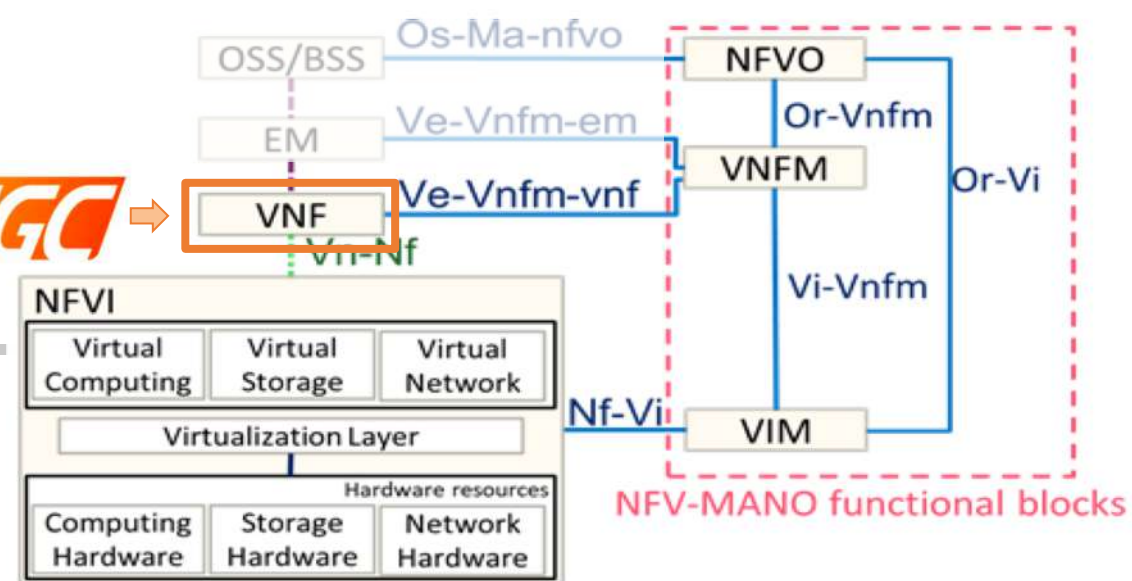 OSS/BSS
Os-Ma-nfvo
NFVO
Or-Vnfm
EM
Ve-Vnfm-em
VNFM
Or-Vi
GC
VNF
Ve-Vnfm-vnf
Vn-Nf
Vi-Vnfm
NFVI
Virtual
Computing
Virtual
Storage
Virtual
Network
Virtualization Layer
Nf-Vi
VIM
Hardware resources
Computing
Hardware
Storage
Hardware
Network
Hardware
NFV-MANO functional blocks